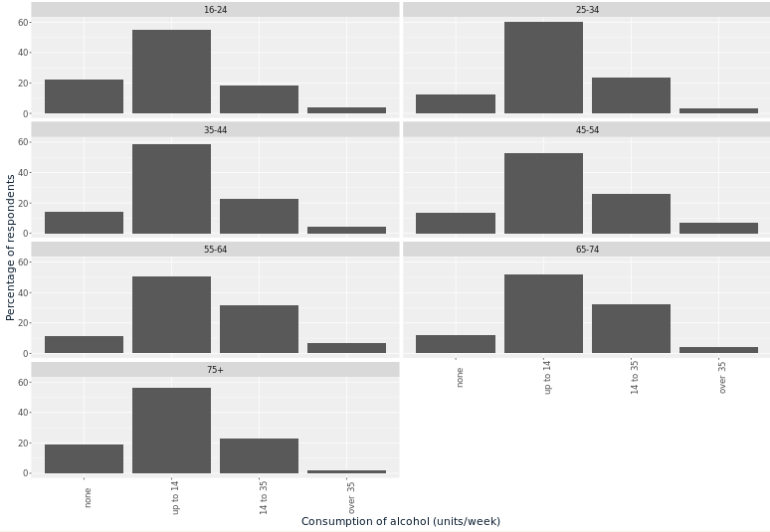 16-24
25-34
60
40
20
0
35-44
45-54
60
40
20
0
Percentage of respondents
55-64
65-74
60
40
20
0
none
up to 14
14 to 35
over 35
75+
60
40
20
0
none
up to 14
14 to 35
over 35
Consumption of alcohol (units/week)